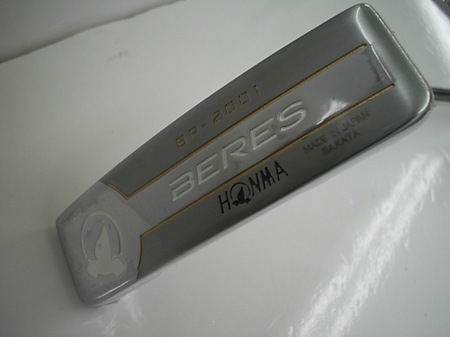 SP-2001
BERES
HONMA
MADE IN JAPAN
SAKATA